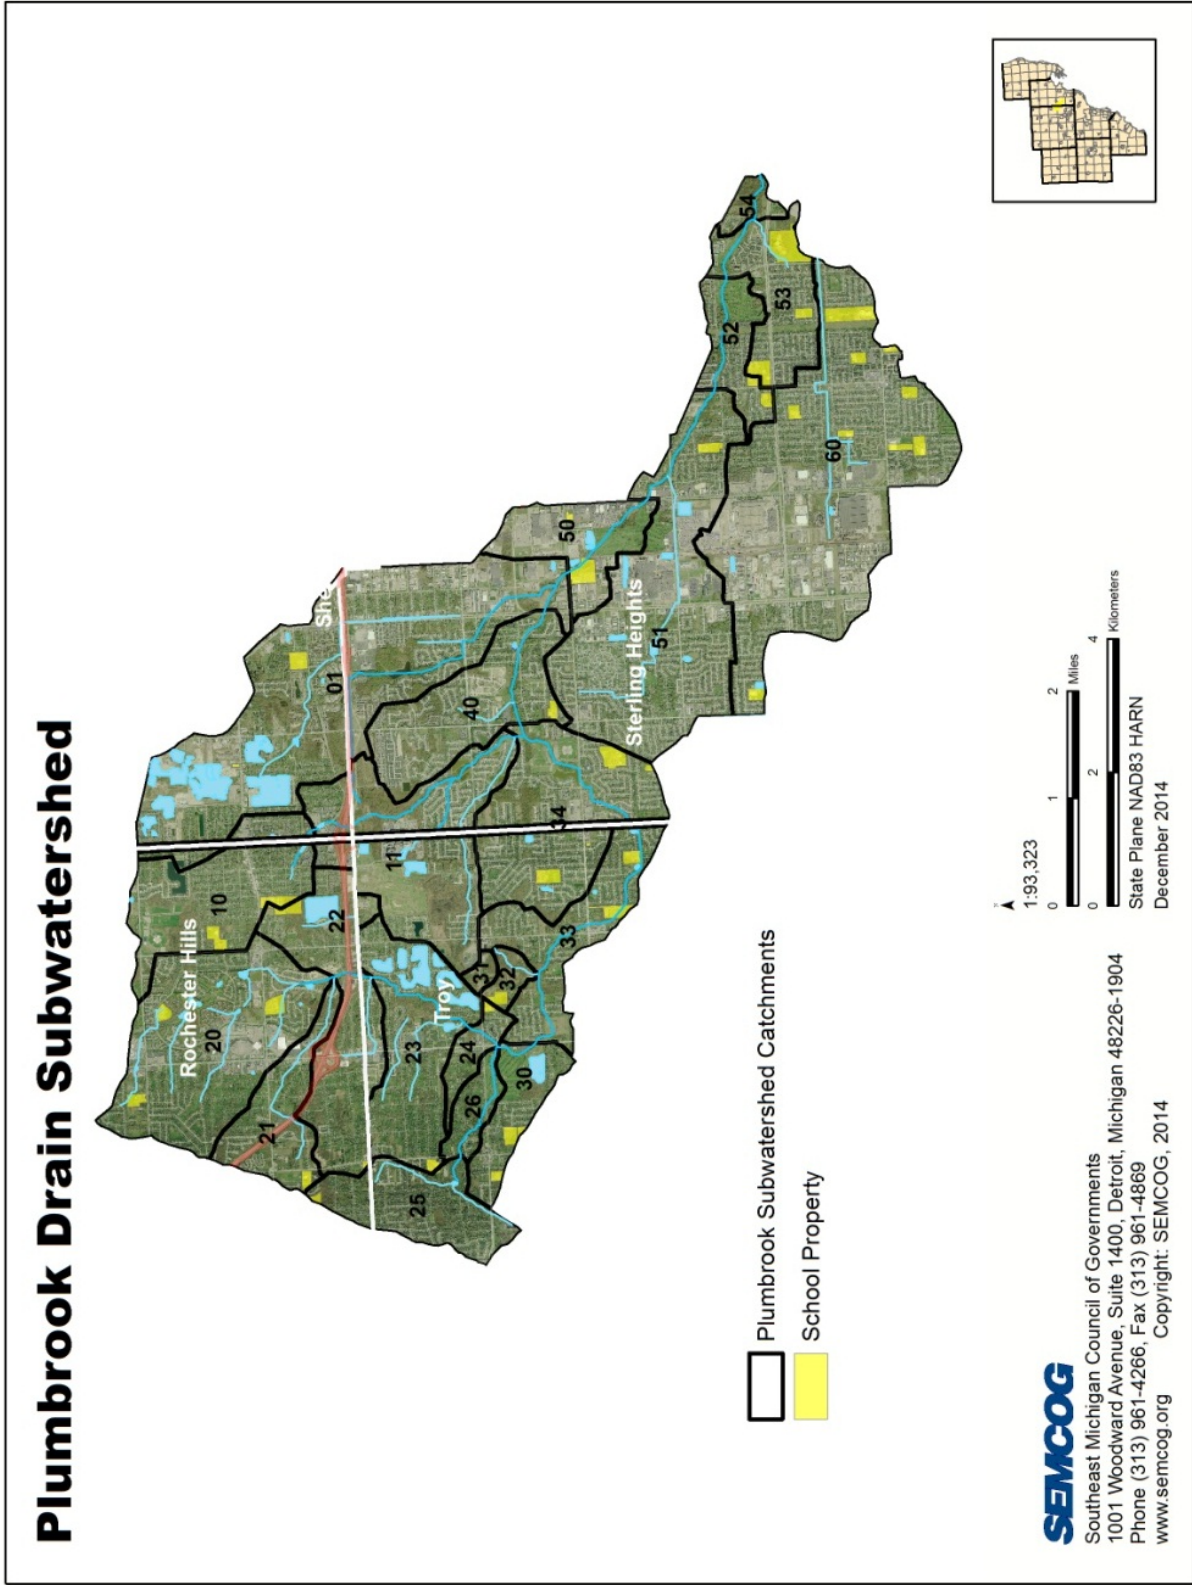 Plumbrook Drain Subwatershed
Rochester Hills
Troy
Sterling Heights
She
01
10
11
20
21
22
23
24
25
26
30
31
32
33
34
40
50
51
52
53
54
60
Plumbrook Subwatershed Catchments
School Property
1:93,323
0 1 2
Miles
0 2 4
Kilometers
State Plane NAD83 HARN
December 2014
SEMCOG
Southeast Michigan Council of Governments
1001 Woodward Avenue, Suite 1400, Detroit, Michigan 48226-1904
Phone (313) 961-4266, Fax (313) 961-4869
www.semcog.org Copyright: SEMCOG, 2014